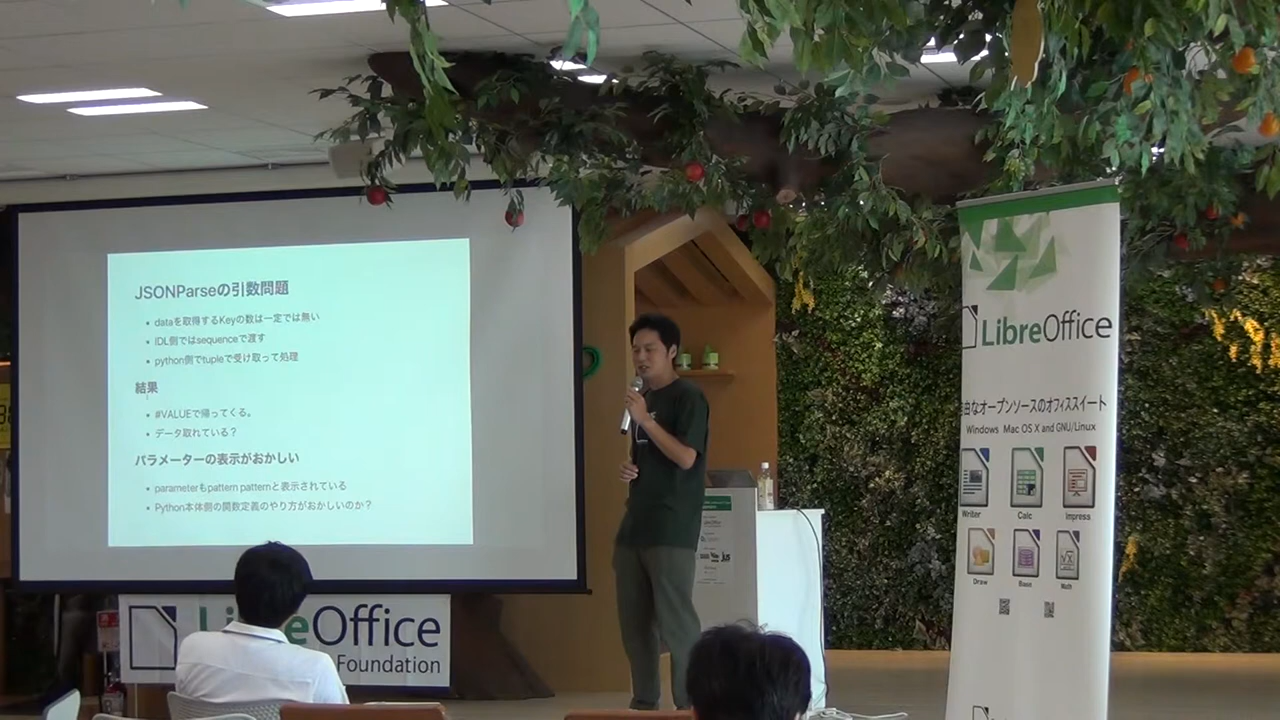 JSONParseの引数問題
dataを取得するKeyの数は一定では無い
IDL側ではsequenceで渡す
python側でtupleで受け取って処理
結果
#VALUEで帰ってくる。
データ取れている？
パラメーターの表示がおかしい
parameterもpattern patternと表示されている
Python本体側の関数定義のやり方がおかしいのか？
LibreOffice
Foundation
LibreOffice
由なオープンソースのオフィススイート
Windows Mac OS X and GNU/Linux
Writer Calc Impress
Draw Base Math